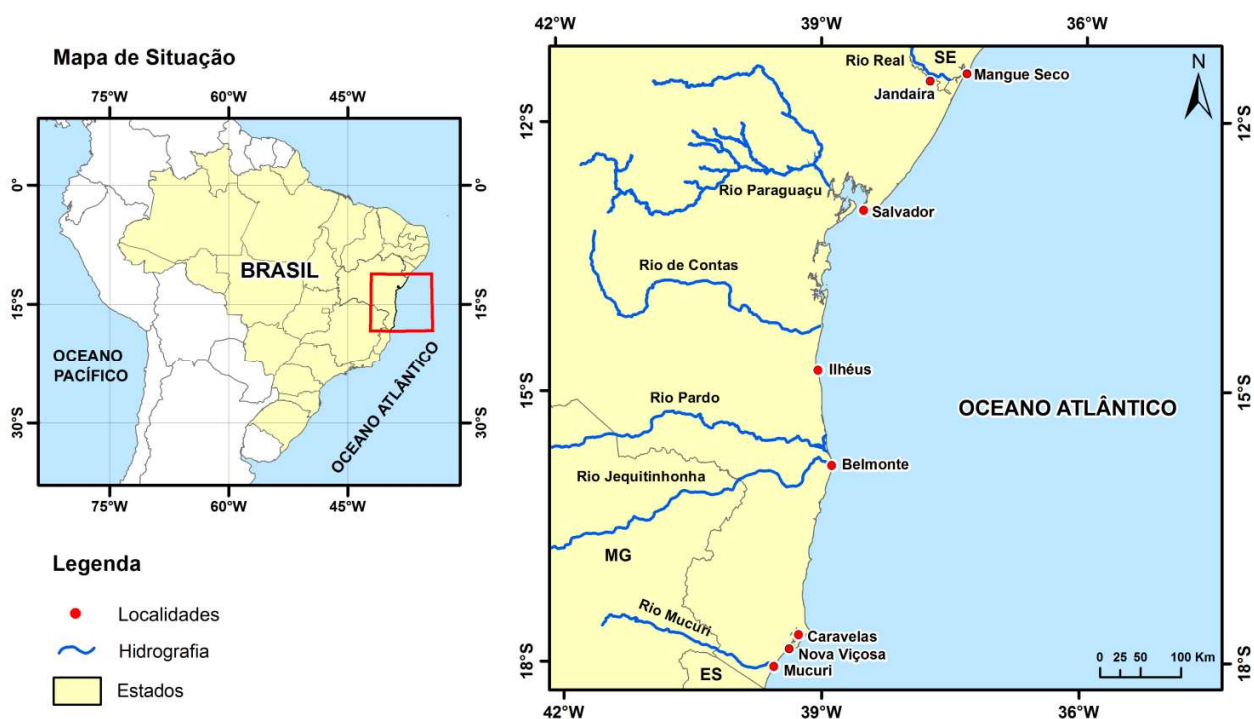 Mapa de Situação
75°W
60°W
45°W
0°
0°
15°S
15°S
30°S
30°S
BRASIL
OCEANO
PACÍFICO
OCEANO ATLÂNTICO
75°W
60°W
45°W
Legenda
Localidades
Hidrografia
Estados
42°W
39°W
36°W
N
Rio Real
SE
Mangue Seco
Jandaíra
12°S
12°S
Rio Paraguaçu
Salvador
Rio de Contas
Ilhéus
15°S
15°S
Rio Pardo
OCEANO ATLÂNTICO
Belmonte
Rio Jequitinhonha
MG
Rio Mucuri
Caravelas
Nova Viçosa
Mucuri
ES
18°S
18°S
0 25 50 100 Km
42°W
39°W
36°W